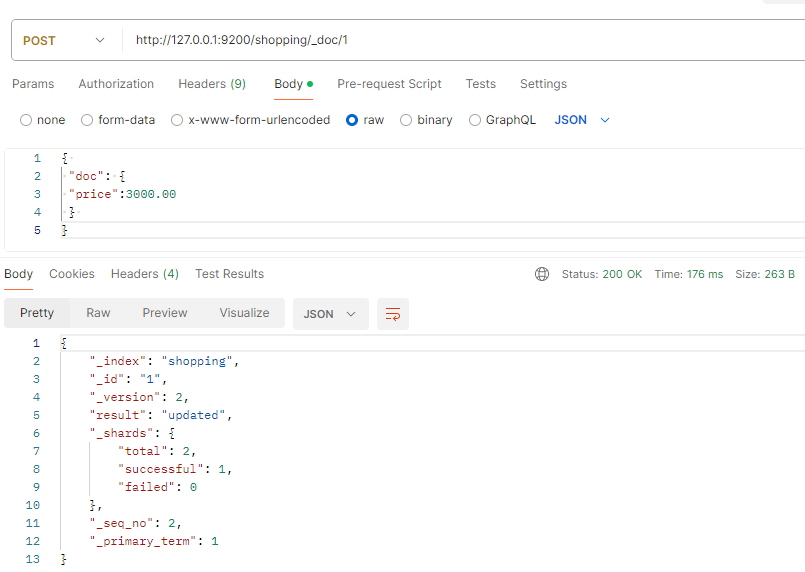 POST http://127.0.0.1:9200/shopping/_doc/1
Params Authorization Headers (9) Body Pre-request Script Tests Settings
none form-data x-www-form-urlencoded raw binary GraphQL JSON
1 {
2 "doc": {
3 "price":3000.00
4 }
5 }
Body Cookies Headers (4) Test Results Status: 200 OK Time: 176 ms Size: 263 B
Pretty Raw Preview Visualize JSON
1 {
2 "_index": "shopping",
3 "_id": "1",
4 "_version": 2,
5 "result": "updated",
6 "_shards": {
7 "total": 2,
8 "successful": 1,
9 "failed": 0
10 },
11 "_seq_no": 2,
12 "_primary_term": 1
13 }